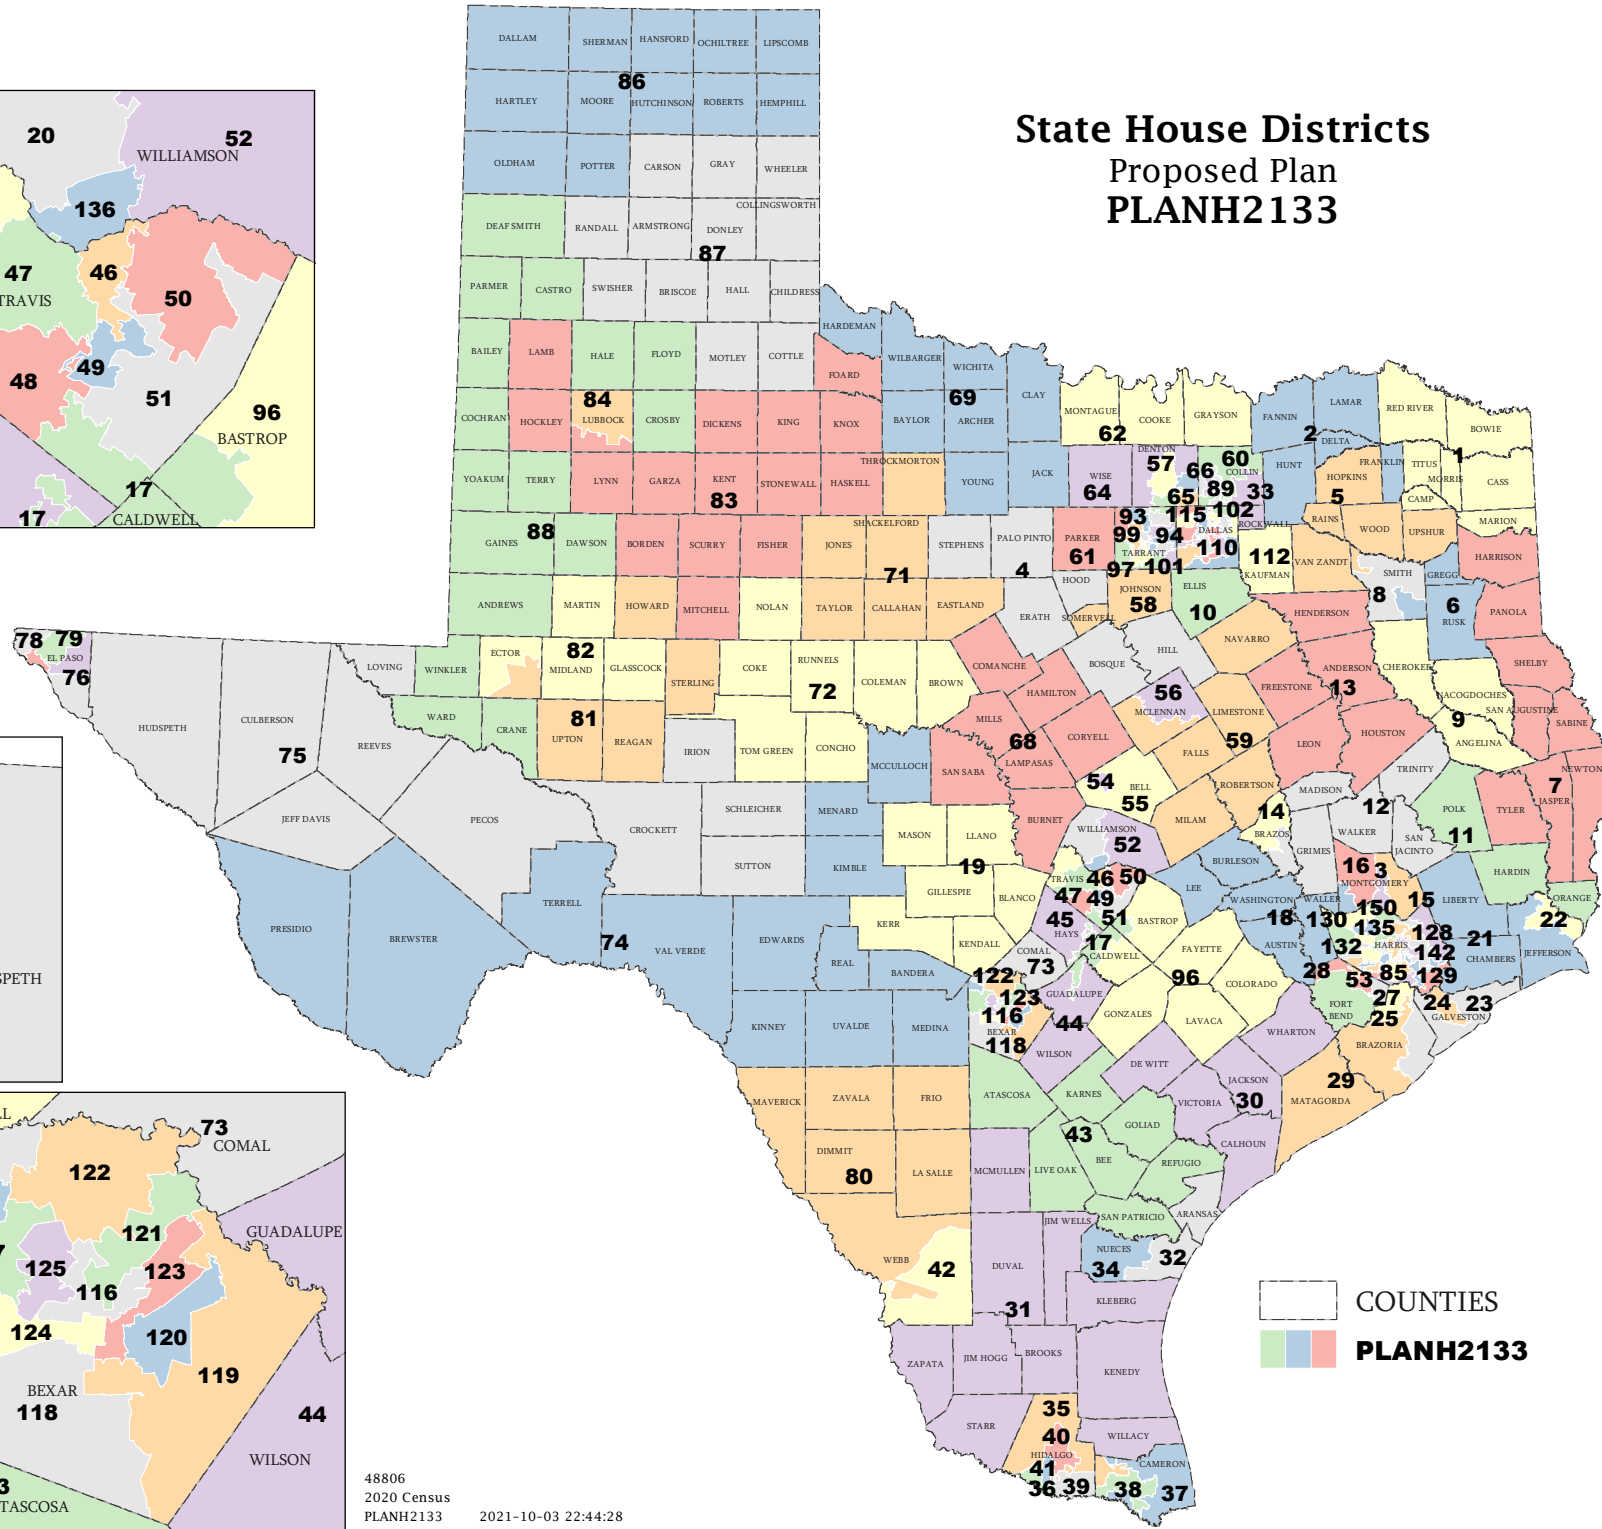 State House Districts
Proposed Plan
PLANH2133
DALLAM
SHERMAN
HANSFORD
OCHILTREE
LIPSCOMB
86
HARTLEY
MOORE
HUTCHINSON
ROBERTS
HEMPHILL
OLDHAM
POTTER
CARSON
GRAY
WHEELER
COLLINGSWORTH
DEAF SMITH
RANDALL
ARMSTRONG
DONLEY
87
PARMER
CASTRO
SWISHER
BRISCOE
HALL
CHILDRESS
HARDEMAN
BAILEY
LAMB
HALE
FLOYD
MOTLEY
COTTLE
FOARD
WILBARGER
WICHITA
CLAY
84
69
COCHRAN
HOCKLEY
LUBBOCK
CROSBY
DICKENS
KING
KNOX
BAYLOR
ARCHER
MONTAGUE
COOKE
GRAYSON
62
FANNIN
LAMAR
2
DELTA
RED RIVER
BOWIE
1
THROCKMORTON
YOAKUM
TERRY
LYNN
GARZA
KENT
83
STONEWALL
HASKELL
YOUNG
JACK
WISE
64
DENTON
57
66
60
COLLIN
65
89
33
HUNT
HOPKINS
5
FRANKLIN
TITUS
MORRIS
CAMP
CASS
MARION
93
115
102
ROCKWALL
99
94
DALLAS
110
TARRANT
97
101
RAINS
WOOD
UPSHUR
HARRISON
GAINES
88
DAWSON
BORDEN
SCURRY
FISHER
JONES
SHACKELFORD
71
STEPHENS
PALO PINTO
4
PARKER
61
HOOD
112
KAUFMAN
VAN ZANDT
SMITH
8
GREGG
6
RUSK
PANOLA
ANDREWS
MARTIN
HOWARD
MITCHELL
NOLAN
TAYLOR
CALLAHAN
EASTLAND
ERATH
SOMERVELL
JOHNSON
58
ELLIS
10
HENDERSON
NAVARRO
78
79
EL PASO
76
LOVING
WINKLER
ECTOR
82
MIDLAND
GLASSCOCK
STERLING
COKE
RUNNELS
72
COLEMAN
BROWN
COMANCHE
BOSQUE
HILL
HAMILTON
56
MCLENNAN
LIMESTONE
FREESTONE
ANDERSON
13
CHEROKEE
NACOGDOCHES
SHELBY
SAN AUGUSTINE
SABINE
9
ANGELINA
HUDSPETH
CULBERSON
75
REEVES
WARD
CRANE
81
UPTON
REAGAN
IRION
TOM GREEN
CONCHO
MCCULLOCH
SAN SABA
MILLS
68
LAMPASAS
CORYELL
FALLS
59
LEON
HOUSTON
TRINITY
NEWTON
7
JASPER
54
BELL
55
ROBERTSON
MADISON
12
POLK
11
TYLER
JEFF DAVIS
PECOS
CROCKETT
SCHLEICHER
MENARD
MASON
LLANO
19
BURNET
WILLIAMSON
52
MILAM
14
BRAZOS
GRIMES
WALKER
SAN
JACINTO
HARDIN
SUTTON
KIMBLE
GILLESPIE
BLANCO
TRAVIS
46
50
47
49
45
51
HAYS
17
BURLESON
LEE
WASHINGTON
18
16
3
MONTGOMERY
15
LIBERTY
ORANGE
22
PRESIDIO
BREWSTER
TERRELL
74
VAL VERDE
EDWARDS
REAL
KERR
BANDERA
KENDALL
COMAL
73
BASTROP
CALDWELL
FAYETTE
96
AUSTIN
WALLER
130
150
135
132
HARRIS
128
142
21
CHAMBERS
JEFFERSON
28
53
85
129
KINNEY
UVALDE
MEDINA
122
123
116
BEXAR
118
GUADALUPE
44
WILSON
GONZALES
LAVACA
COLORADO
WHARTON
FORT
BEND
27
25
24
23
GALVESTON
BRAZORIA
29
MATAGORDA
MAVERICK
ZAVALA
FRIO
ATASCOSA
KARNES
DE WITT
JACKSON
30
VICTORIA
CALHOUN
DIMMIT
80
LA SALLE
MCMULLEN
LIVE OAK
43
BEE
GOLIAD
REFUGIO
SAN PATRICIO
ARANSAS
WEBB
42
DUVAL
31
JIM WELLS
NUECES
34
32
KLEBERG
ZAPATA
JIM HOGG
BROOKS
KENEDY
STARR
35
40
HIDALGO
41
36
39
WILLACY
CAMERON
38
37
COUNTIES
PLANH2133
20
WILLIAMSON
52
136
47
TRAVIS
46
50
48
49
51
96
BASTROP
17
17
CALDWELL
SPETH
LL
73
COMAL
122
7
121
GUADALUPE
125
116
123
124
120
119
BEXAR
118
44
WILSON
3
TASCOSA
48806
2020 Census
PLANH2133 2021-10-03 22:44:28